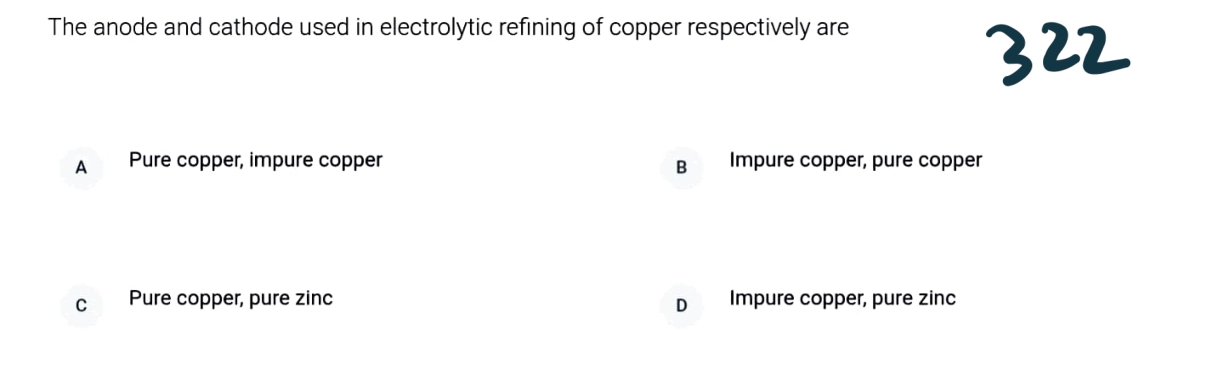 The anode and cathode used in electrolytic refining of copper respectively are
322
A Pure copper, impure copper
B Impure copper, pure copper
C Pure copper, pure zinc
D Impure copper, pure zinc